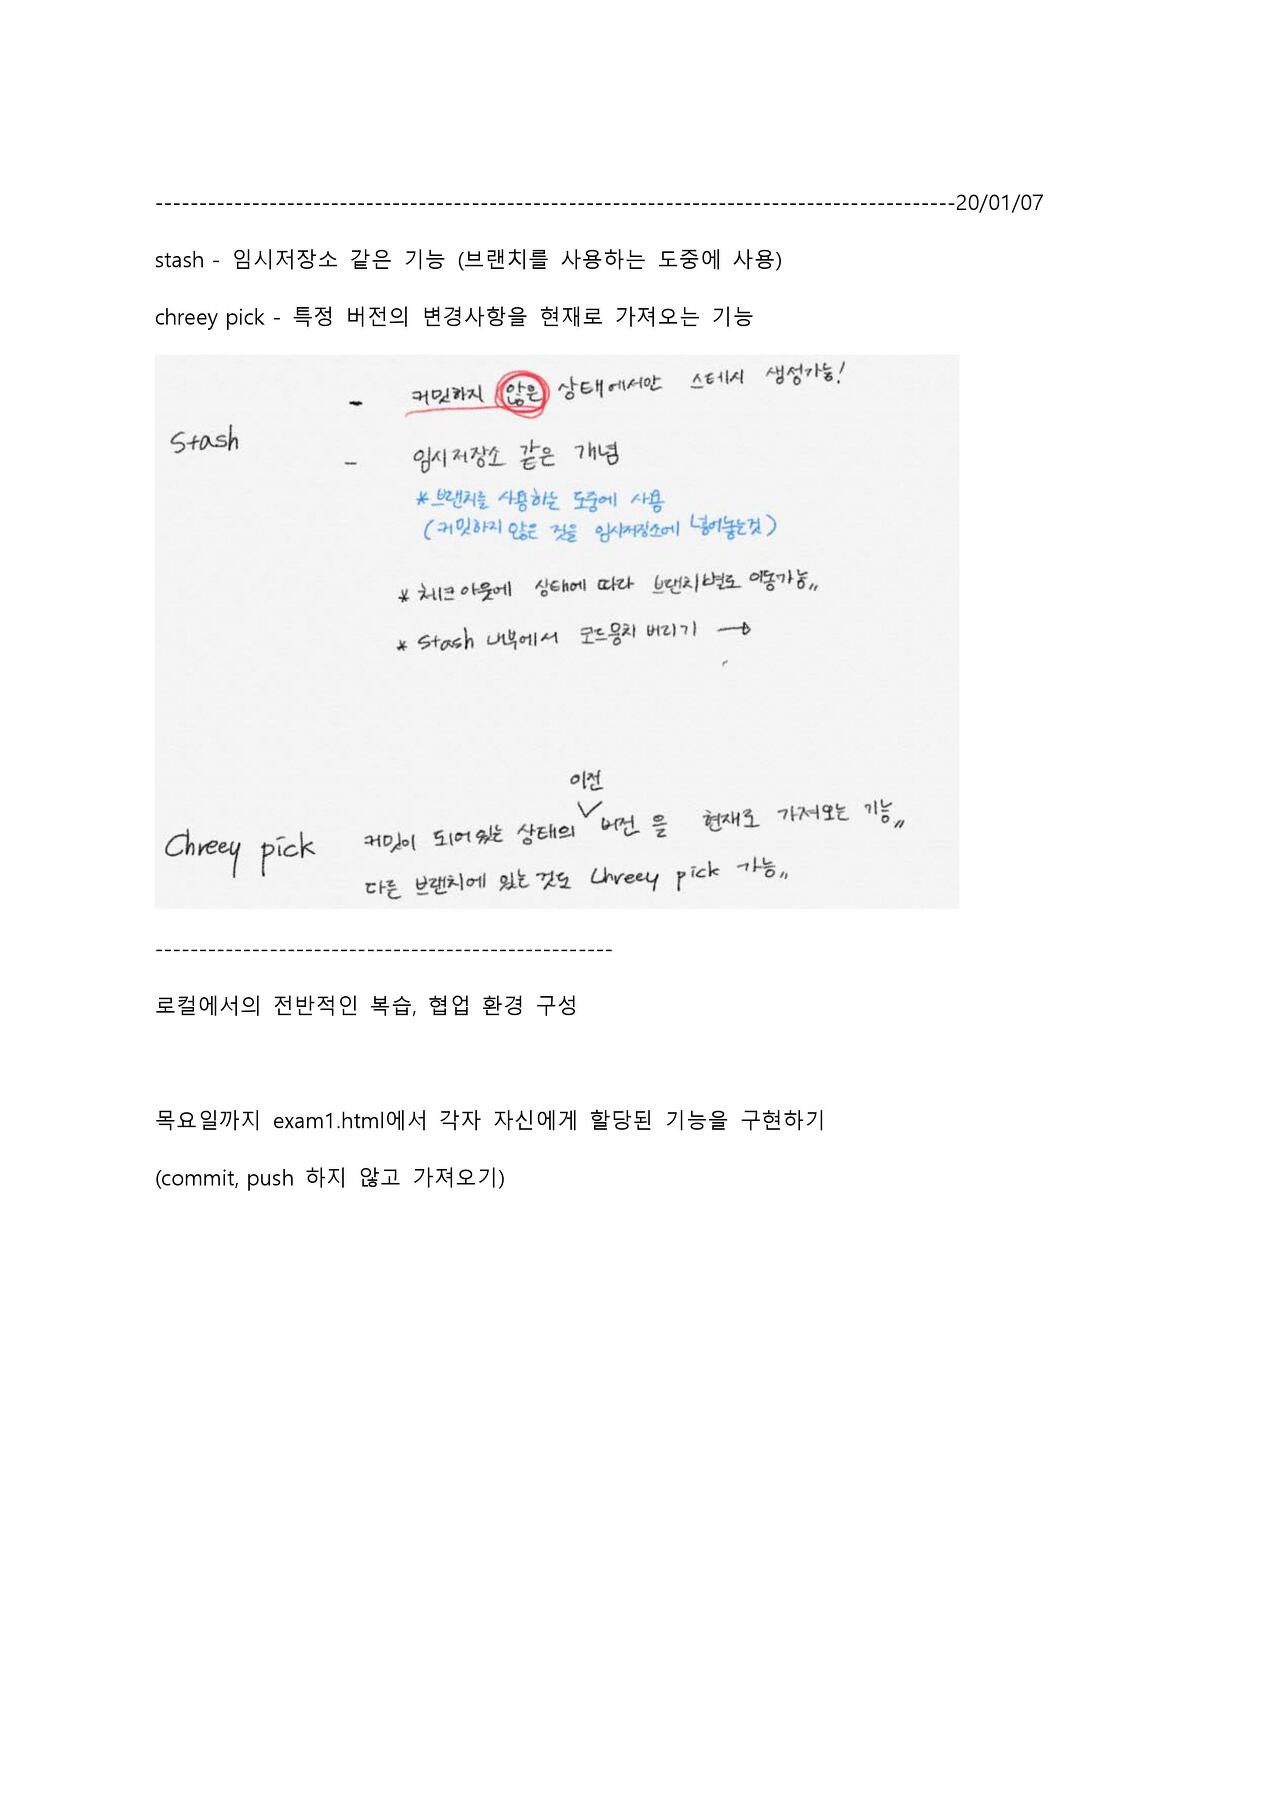 -------------------------------------------------------------------------------------------20/01/07
stash - 임시저장소 같은 기능 (브랜치를 사용하는 도중에 사용)
chreey pick - 특정 버전의 변경사항을 현재로 가져오는 기능
- 커밋하지 않은 상태에서만 스테시 생성가능!
Stash
- 임시저장소 같은 개념
*브랜치를 사용하는 도중에 사용
(커밋하지 않은 것을 임시저장소에 넣어놓는것)
* 체크아웃에 상태에 따라 브랜치별로 이동가능〃
* Stash 내부에서 코드뭉치 버리기 →
이전
Chreey pick 커밋이 되어있는 상태의 ∨ 버전을 현재로 가져오는 기능〃
다른 브랜치에 있는것도 Chreey pick 가능〃
----------------------------------------------------
로컬에서의 전반적인 복습, 협업 환경 구성
목요일까지 exam1.html에서 각자 자신에게 할당된 기능을 구현하기
(commit, push 하지 않고 가져오기)